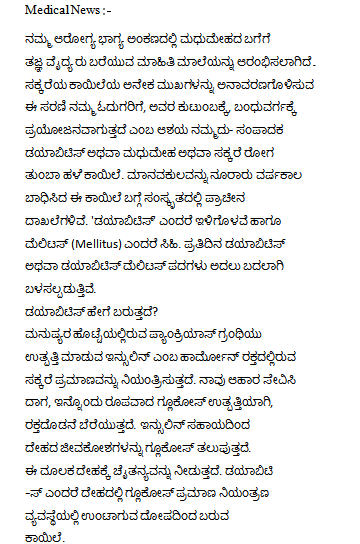 Medical News :-
ನಮ್ಮ ಆರೋಗ್ಯ ಭಾಗ್ಯ ಅಂಕಣದಲ್ಲಿ ಮಧುಮೇಹದ ಬಗೆಗೆ
ತಜ್ಞ ವೈದ್ಯರು ಬರೆಯುವ ಮಾಹಿತಿ ಮಾಲೆಯನ್ನು ಆರಂಭಿಸಲಾಗಿದೆ.
ಸಕ್ಕರೆಯ ಕಾಯಿಲೆಯ ಅನೇಕ ಮುಖಗಳನ್ನು ಅನಾವರಣಗೊಳಿಸುವ
ಈ ಸರಣಿ ನಮ್ಮ ಓದುಗರಿಗೆ, ಅವರ ಕುಟುಂಬಕ್ಕೆ, ಬಂಧುವರ್ಗಕ್ಕೆ
ಪ್ರಯೋಜನವಾಗುತ್ತದೆ ಎಂಬ ಆಶಯ ನಮ್ಮದು- ಸಂಪಾದಕ
ಡಯಾಬಿಟಿಸ್ ಅಥವಾ ಮಧುಮೇಹ ಅಥವಾ ಸಕ್ಕರೆ ರೋಗ
ತುಂಬಾ ಹಳೆ ಕಾಯಿಲೆ. ಮಾನವಕುಲವನ್ನು ನೂರಾರು ವರ್ಷಕಾಲ
ಬಾಧಿಸಿದ ಈ ಕಾಯಿಲೆ ಬಗ್ಗೆ ಸಂಸ್ಕೃತದಲ್ಲಿ ಪ್ರಾಚೀನ
ದಾಖಲೆಗಳಿವೆ. 'ಡಯಾಬಿಟಿಸ್' ಎಂದರೆ ಇಳಿಗೊಳವೆ ಹಾಗೂ
ಮೆಲಿಟಸ್ (Mellitus) ಎಂದರೆ ಸಿಹಿ. ಪ್ರತಿದಿನ ಡಯಾಬಿಟಿಸ್
ಅಥವಾ ಡಯಾಬಿಟಿಸ್ ಮೆಲಿಟಸ್ ಪದಗಳು ಅದಲು ಬದಲಾಗಿ
ಬಳಸಲ್ಪಡುತ್ತಿವೆ.
ಡಯಾಬಿಟಿಸ್ ಹೇಗೆ ಬರುತ್ತದೆ?
ಮನುಷ್ಯರ ಹೊಟ್ಟೆಯಲ್ಲಿರುವ ಪ್ಯಾಂಕ್ರಿಯಾಸ್ ಗ್ರಂಥಿಯು
ಉತ್ಪತ್ತಿ ಮಾಡುವ ಇನ್ಸುಲಿನ್ ಎಂಬ ಹಾರ್ಮೋನ್ ರಕ್ತದಲ್ಲಿರುವ
ಸಕ್ಕರೆ ಪ್ರಮಾಣವನ್ನು ನಿಯಂತ್ರಿಸುತ್ತದೆ. ನಾವು ಆಹಾರ ಸೇವಿಸಿ
ದಾಗ, ಇನ್ನೊಂದು ರೂಪವಾದ ಗ್ಲೂಕೋಸ್ ಉತ್ಪತ್ತಿಯಾಗಿ,
ರಕ್ತದೊಡನೆ ಬೆರೆಯುತ್ತದೆ. ಇನ್ಸುಲಿನ್ ಸಹಾಯದಿಂದ
ದೇಹದ ಜೀವಕೋಶಗಳನ್ನು ಗ್ಲೂಕೋಸ್ ತಲುಪುತ್ತದೆ.
ಈ ಮೂಲಕ ದೇಹಕ್ಕೆ ಚೈತನ್ಯವನ್ನು ನೀಡುತ್ತದೆ. ಡಯಾಬಿಟಿ
-ಸ್ ಎಂದರೆ ದೇಹದಲ್ಲಿ ಗ್ಲೂಕೋಸ್ ಪ್ರಮಾಣ ನಿಯಂತ್ರಣ
ವ್ಯವಸ್ಥೆಯಲ್ಲಿ ಉಂಟಾಗುವ ದೋಷದಿಂದ ಬರುವ
ಕಾಯಿಲೆ.